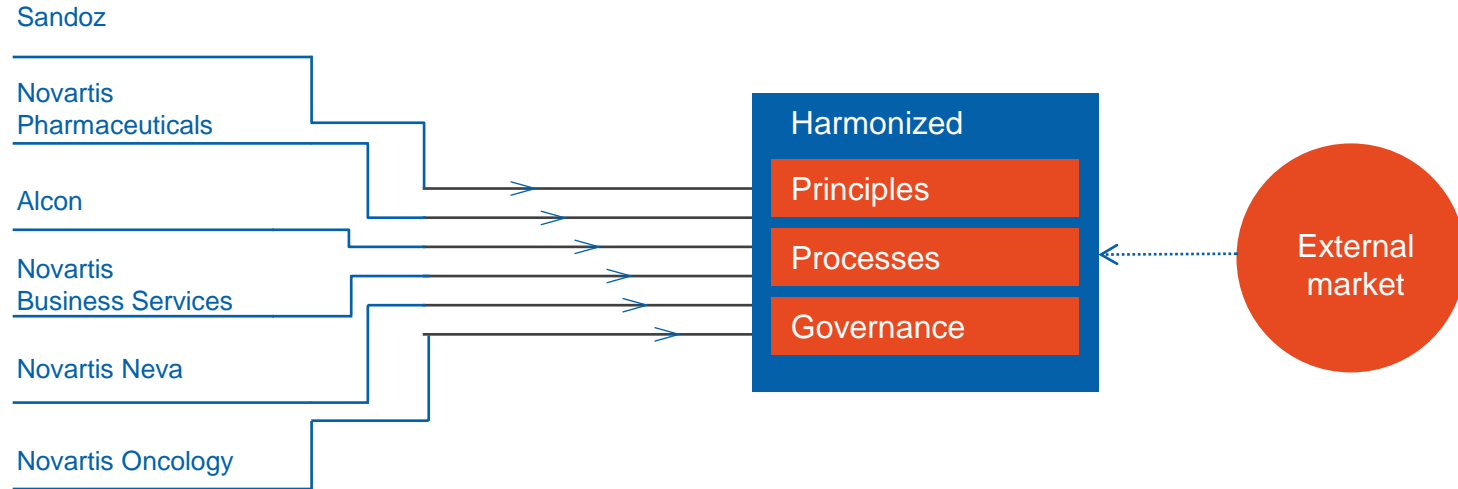 Sandoz
Novartis
Pharmaceuticals
Alcon
Novartis
Business Services
Novartis Neva
Novartis Oncology
Harmonized
Principles
Processes
Governance
External
market